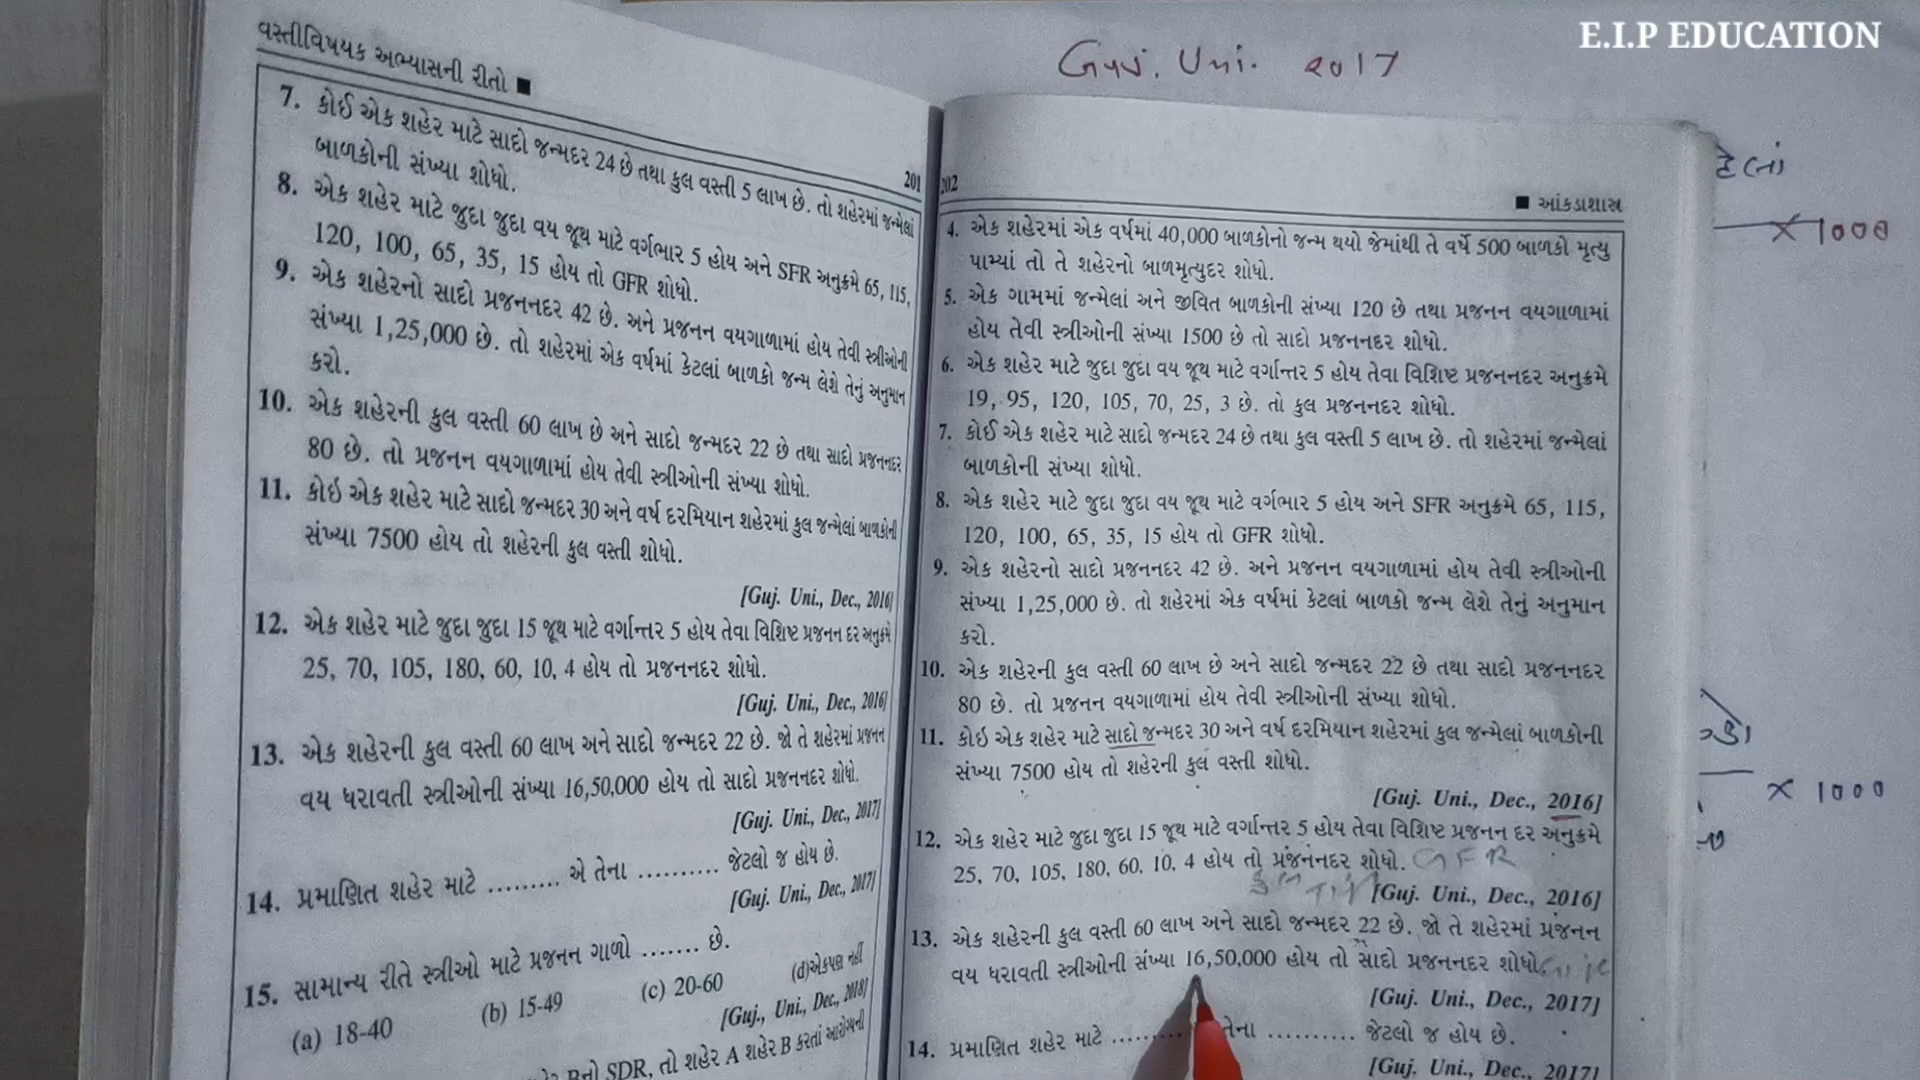 E.I.P EDUCATION
Guj. Uni. 2017
વસ્તીવિષયક અભ્યાસની રીતો ■
201
7. કોઈ એક શહેર માટે સાદો જન્મદર 24 છે તથા કુલ વસ્તી 5 લાખ છે. તો શહેરમાં જન્મેલાં
બાળકોની સંખ્યા શોધો.
8. એક શહેર માટે જુદા જુદા વય જૂથ માટે વર્ગભાર 5 હોય અને SFR અનુક્રમે 65, 115,
120, 100, 65, 35, 15 હોય તો GFR શોધો.
9. એક શહેરનો સાદો પ્રજનનદર 42 છે. અને પ્રજનન વયગાળામાં હોય તેવી સ્ત્રીઓની
સંખ્યા 1,25,000 છે. તો શહેરમાં એક વર્ષમાં કેટલાં બાળકો જન્મ લેશે તેનું અનુમાન
કરો.
10. એક શહેરની કુલ વસ્તી 60 લાખ છે અને સાદો જન્મદર 22 છે તથા સાદો પ્રજનનદર
80 છે. તો પ્રજનન વયગાળામાં હોય તેવી સ્ત્રીઓની સંખ્યા શોધો.
11. કોઇ એક શહેર માટે સાદો જન્મદર 30 અને વર્ષ દરમિયાન શહેરમાં કુલ જન્મેલાં બાળકોની
સંખ્યા 7500 હોય તો શહેરની કુલ વસ્તી શોધો.
[Guj. Uni., Dec., 2016]
12. એક શહેર માટે જુદા જુદા 15 જૂથ માટે વર્ગાન્તર 5 હોય તેવા વિશિષ્ટ પ્રજનન દર અનુક્રમે
25, 70, 105, 180, 60, 10, 4 હોય તો પ્રજનનદર શોધો.
[Guj. Uni., Dec., 2016]
13. એક શહેરની કુલ વસ્તી 60 લાખ અને સાદો જન્મદર 22 છે. જો તે શહેરમાં પ્રજનન
વય ધરાવતી સ્ત્રીઓની સંખ્યા 16,50,000 હોય તો સાદો પ્રજનનદર શોધો.
[Guj. Uni., Dec., 2017]
14. પ્રમાણિત શહેર માટે ......... એ તેના .......... જેટલો જ હોય છે.
[Guj. Uni., Dec., 2017]
15. સામાન્ય રીતે સ્ત્રીઓ માટે પ્રજનન ગાળો ....... છે.
(a) 18-40 (b) 15-49 (c) 20-60 (d)એકપણ નહીં
[Guj., Uni., Dec., 2018]
Bનો SDR, તો શહેર A શહેર B કરતાં આરોગ્યની
202
■ આંકડાશાસ્ત્ર
4. એક શહેરમાં એક વર્ષમાં 40,000 બાળકોનો જન્મ થયો જેમાંથી તે વર્ષે 500 બાળકો મૃત્યુ
પામ્યાં તો તે શહેરનો બાળમૃત્યુદર શોધો.
5. એક ગામમાં જન્મેલાં અને જીવિત બાળકોની સંખ્યા 120 છે તથા પ્રજનન વયગાળામાં
હોય તેવી સ્ત્રીઓની સંખ્યા 1500 છે તો સાદો પ્રજનનદર શોધો.
6. એક શહેર માટે જુદા જુદા વય જૂથ માટે વર્ગાન્તર 5 હોય તેવા વિશિષ્ટ પ્રજનનદર અનુક્રમે
19, 95, 120, 105, 70, 25, 3 છે. તો કુલ પ્રજનનદર શોધો.
7. કોઈ એક શહેર માટે સાદો જન્મદર 24 છે તથા કુલ વસ્તી 5 લાખ છે. તો શહેરમાં જન્મેલાં
બાળકોની સંખ્યા શોધો.
8. એક શહેર માટે જુદા જુદા વય જૂથ માટે વર્ગભાર 5 હોય અને SFR અનુક્રમે 65, 115,
120, 100, 65, 35, 15 હોય તો GFR શોધો.
9. એક શહેરનો સાદો પ્રજનનદર 42 છે. અને પ્રજનન વયગાળામાં હોય તેવી સ્ત્રીઓની
સંખ્યા 1,25,000 છે. તો શહેરમાં એક વર્ષમાં કેટલાં બાળકો જન્મ લેશે તેનું અનુમાન
કરો.
10. એક શહેરની કુલ વસ્તી 60 લાખ છે અને સાદો જન્મદર 22 છે તથા સાદો પ્રજનનદર
80 છે. તો પ્રજનન વયગાળામાં હોય તેવી સ્ત્રીઓની સંખ્યા શોધો.
11. કોઇ એક શહેર માટે સાદો જન્મદર 30 અને વર્ષ દરમિયાન શહેરમાં કુલ જન્મેલાં બાળકોની
સંખ્યા 7500 હોય તો શહેરની કુલ વસ્તી શોધો.
[Guj. Uni., Dec., 2016]
12. એક શહેર માટે જુદા જુદા 15 જૂથ માટે વર્ગાન્તર 5 હોય તેવા વિશિષ્ટ પ્રજનન દર અનુક્રમે
25, 70, 105, 180, 60, 10, 4 હોય તો પ્રજનનદર શોધો. GFR
[Guj. Uni., Dec., 2016]
13. એક શહેરની કુલ વસ્તી 60 લાખ અને સાદો જન્મદર 22 છે. જો તે શહેરમાં પ્રજનન
વય ધરાવતી સ્ત્રીઓની સંખ્યા 16,50,000 હોય તો સાદો પ્રજનનદર શોધો.
[Guj. Uni., Dec., 2017]
14. પ્રમાણિત શહેર માટે ......... તેના .......... જેટલો જ હોય છે.
[Guj. Uni., Dec., 2017]
× 1000
× 1000